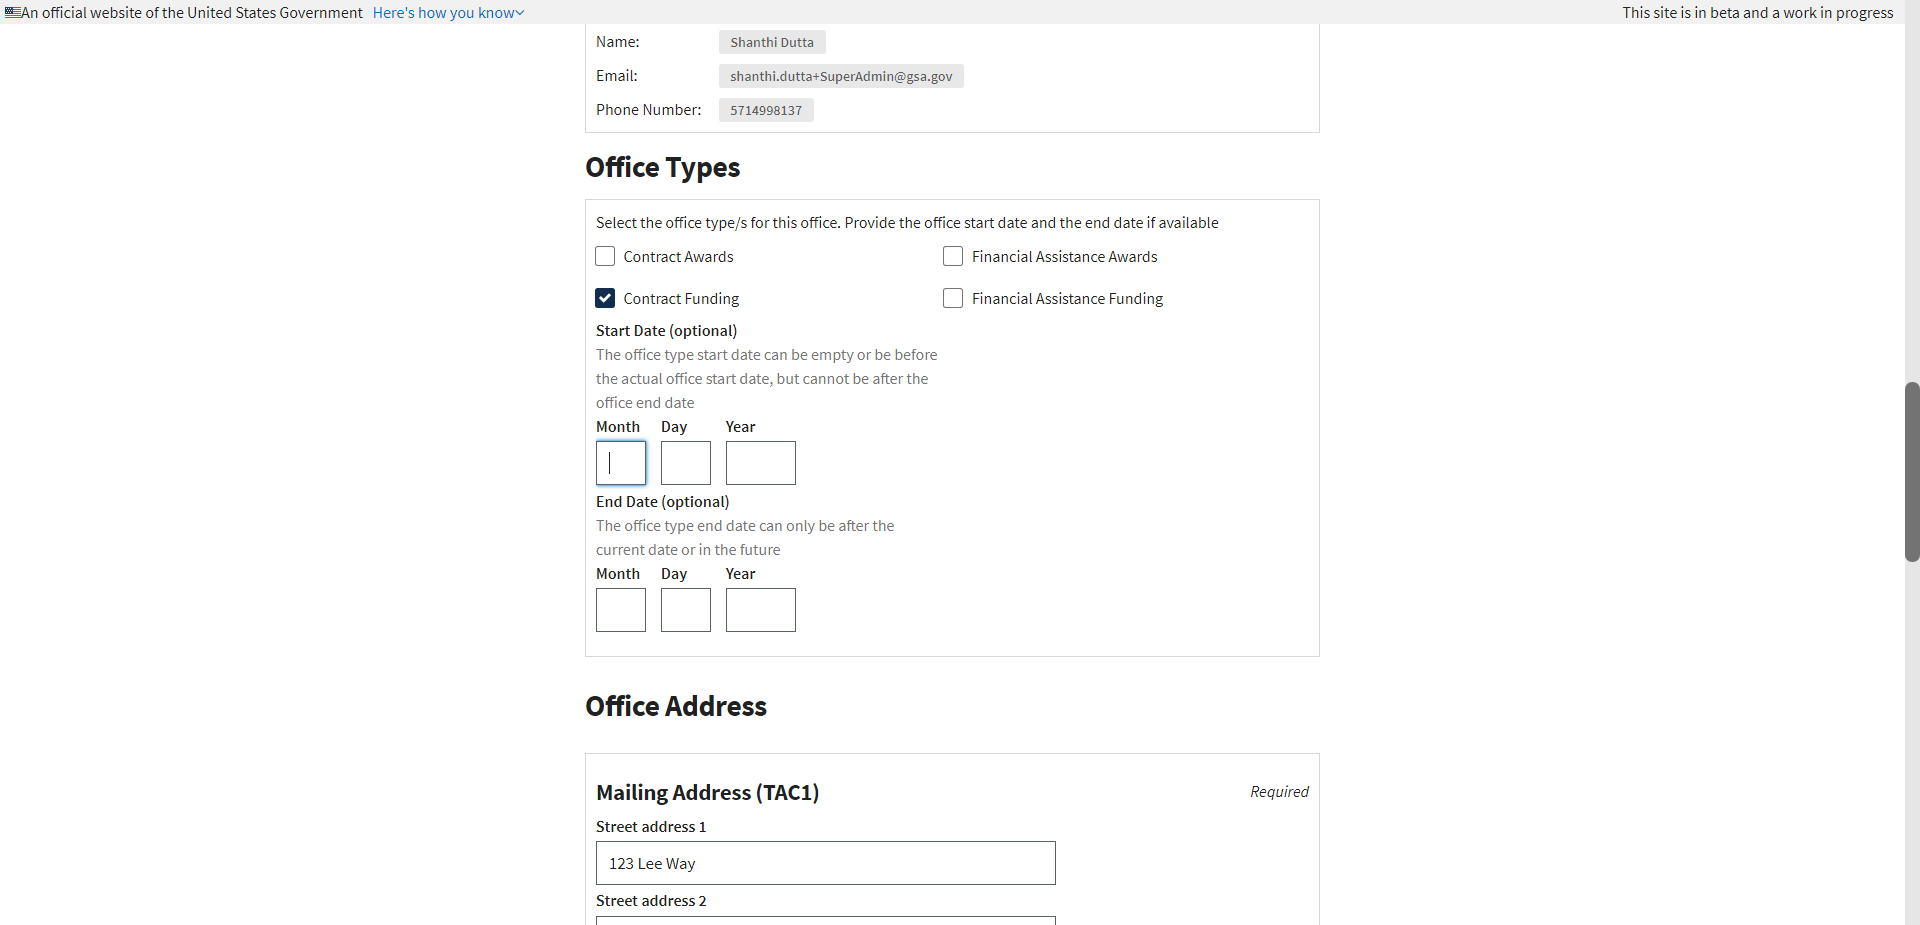 An official website of the United States Government Here's how you know
This site is in beta and a work in progress
Name: Shanthi Dutta
Email: shanthi.dutta+SuperAdmin@gsa.gov
Phone Number: 5714998137
Office Types
Select the office type/s for this office. Provide the office start date and the end date if available
Contract Awards Financial Assistance Awards
Contract Funding Financial Assistance Funding
Start Date (optional)
The office type start date can be empty or be before
the actual office start date, but cannot be after the
office end date
Month Day Year
End Date (optional)
The office type end date can only be after the
current date or in the future
Month Day Year
Office Address
Mailing Address (TAC1) Required
Street address 1
123 Lee Way
Street address 2